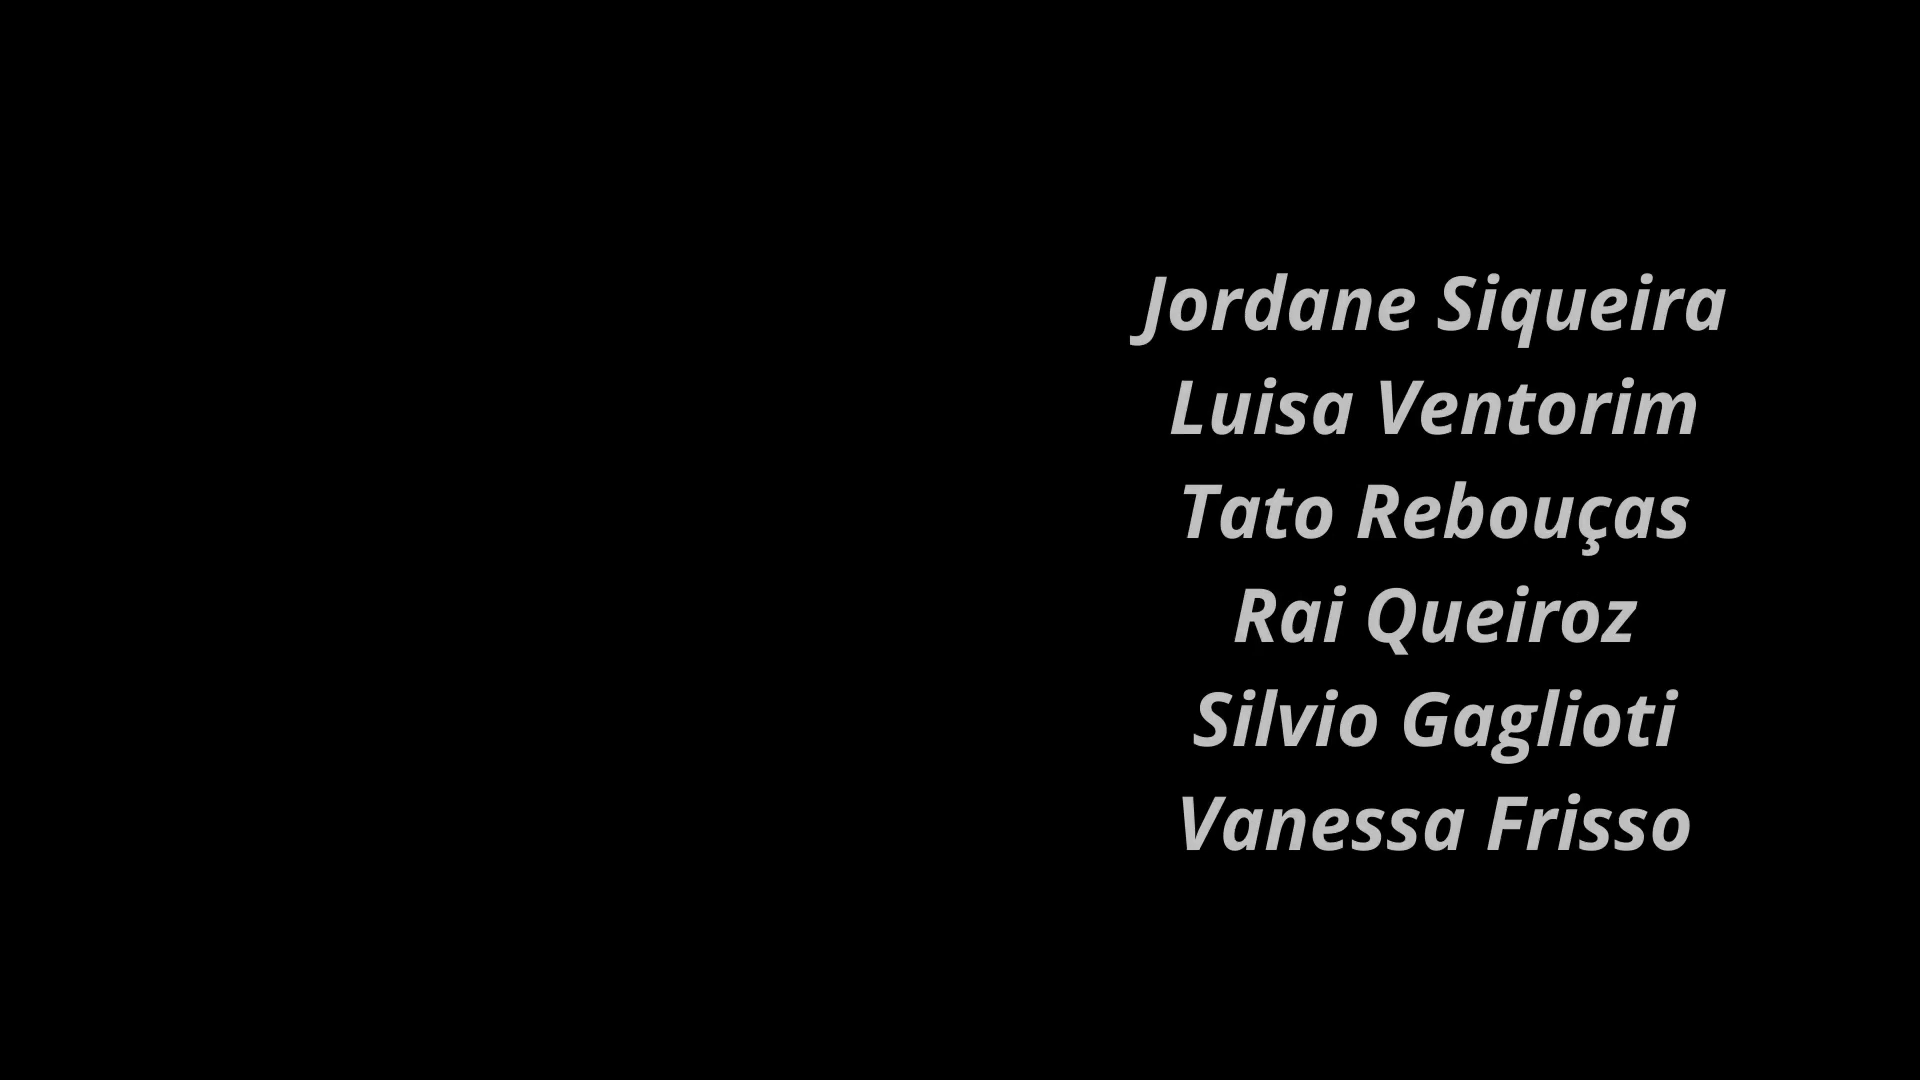 Jordane Siqueira
Luisa Ventorim
Tato Rebouças
Rai Queiroz
Silvio Gaglioti
Vanessa Frisso